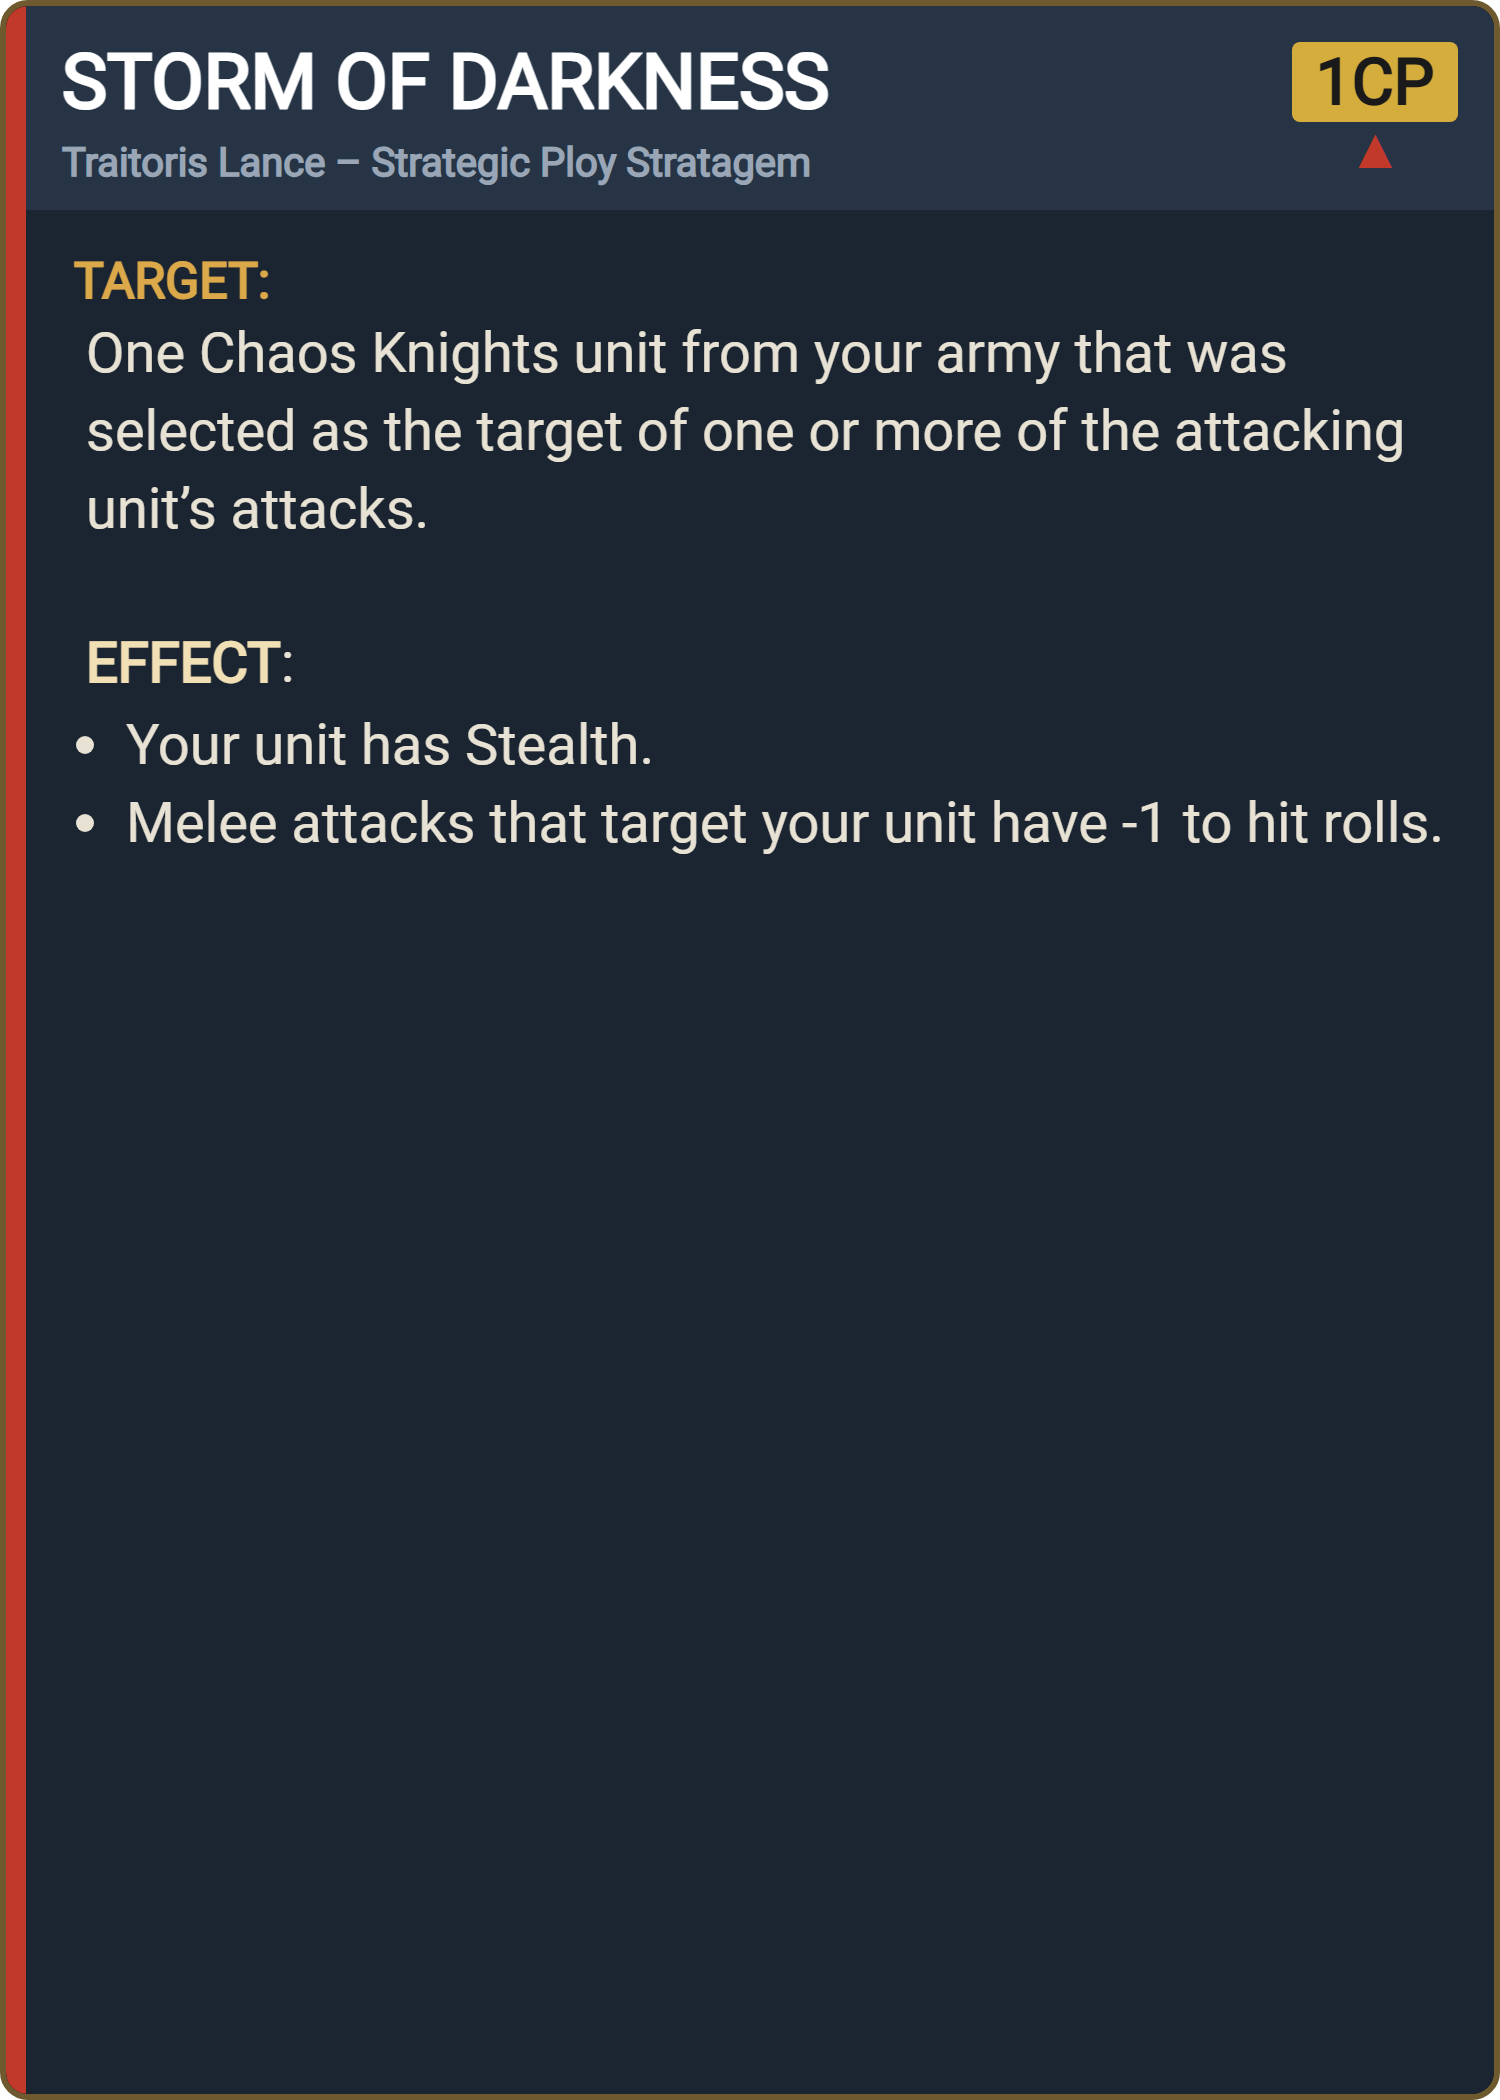 STORM OF DARKNESS
1CP
Traitoris Lance – Strategic Ploy Stratagem
TARGET:
One Chaos Knights unit from your army that was
selected as the target of one or more of the attacking
unit’s attacks.
EFFECT:
• Your unit has Stealth.
• Melee attacks that target your unit have -1 to hit rolls.